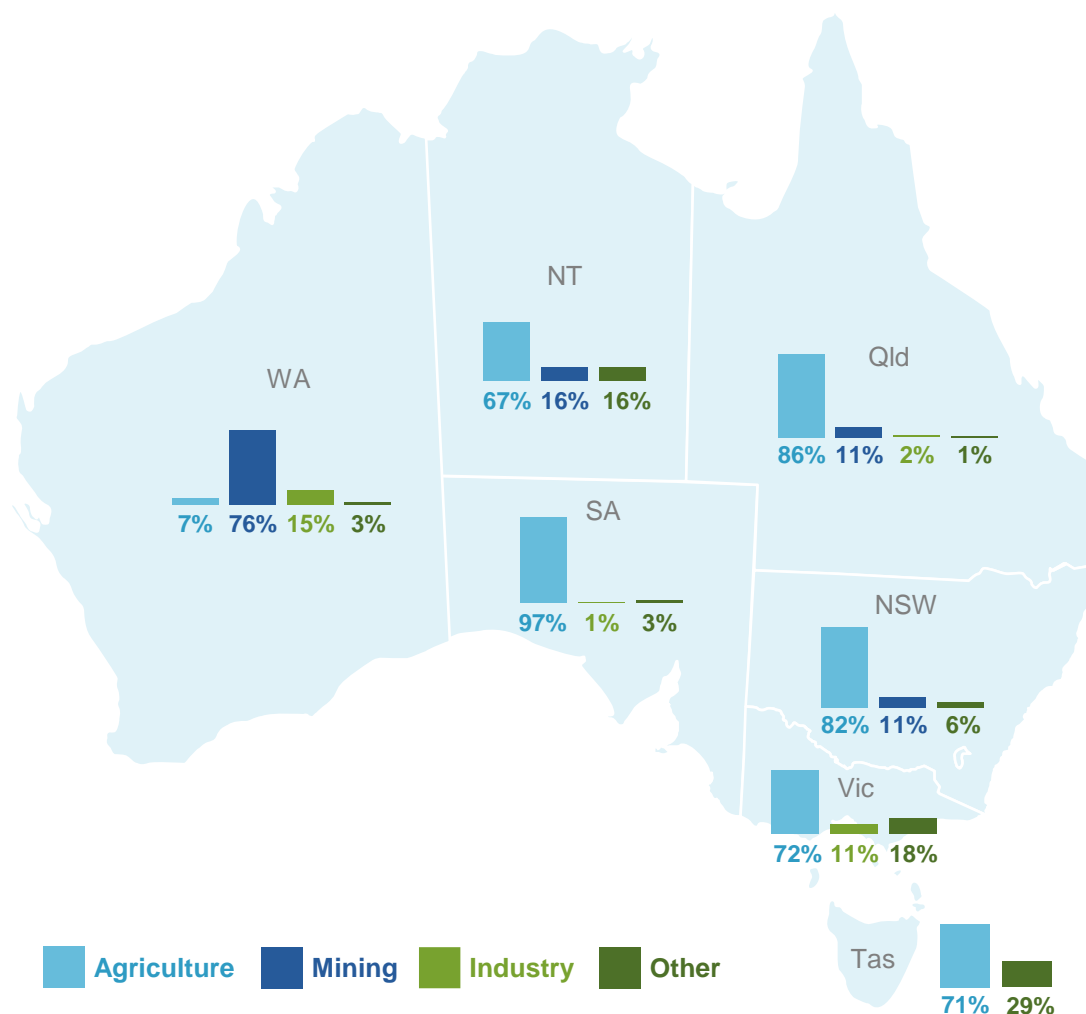 NT
67% 16% 16%
Qld
86% 11% 2% 1%
WA
7% 76% 15% 3%
SA
97% 1% 3%
NSW
82% 11% 6%
Vic
72% 11% 18%
Tas
71% 29%
Agriculture Mining Industry Other